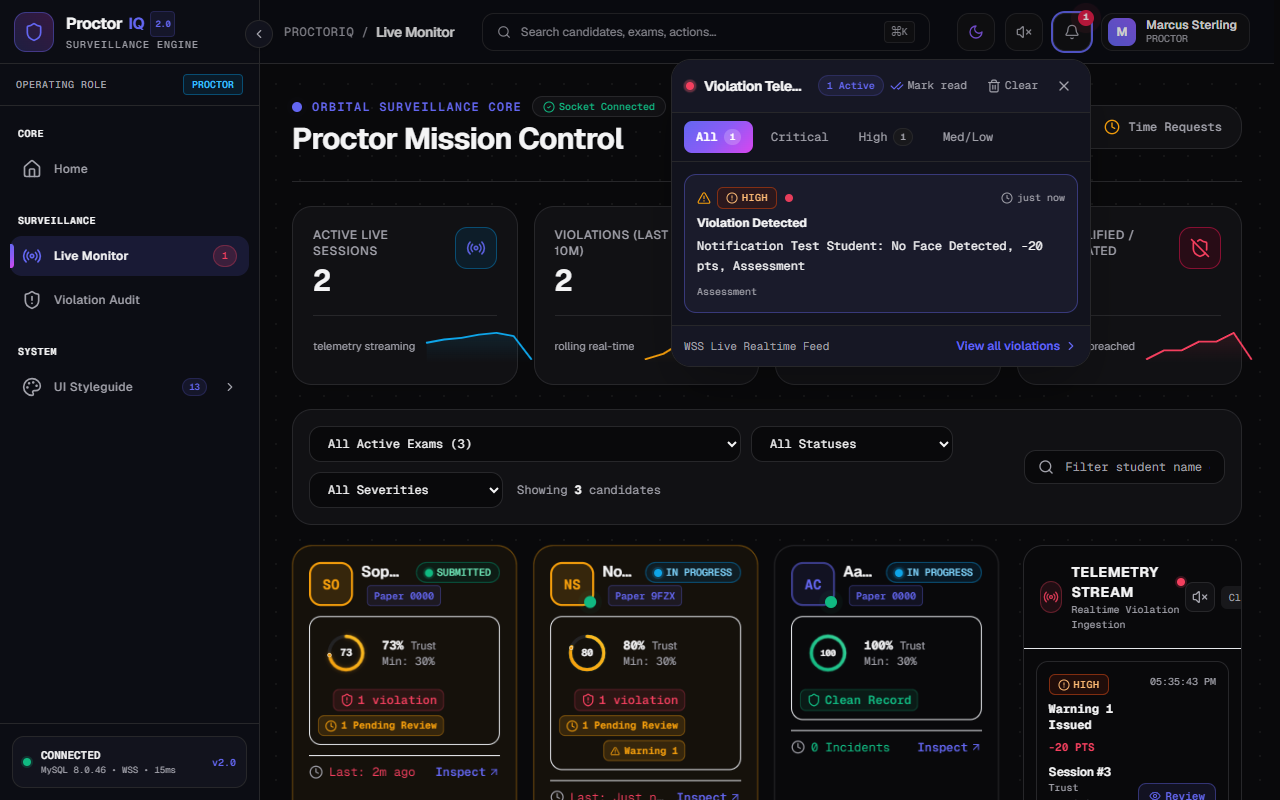 Proctor IQ 2.0
SURVEILLANCE ENGINE
PROCTORIQ / Live Monitor
Search candidates, exams, actions...
⌘K
1
M
Marcus Sterling
PROCTOR
OPERATING ROLE
PROCTOR
CORE
Home
SURVEILLANCE
Live Monitor 1
Violation Audit
SYSTEM
UI Styleguide 13
CONNECTED
MySQL 8.0.46 • WSS • 15ms
v2.0
ORBITAL SURVEILLANCE CORE
Socket Connected
Proctor Mission Control
Time Requests
Violation Tele...
1 Active
Mark read
Clear
All 1
Critical
High 1
Med/Low
HIGH
just now
Violation Detected
Notification Test Student: No Face Detected, -20
pts, Assessment
Assessment
WSS Live Realtime Feed
View all violations
ACTIVE LIVE
SESSIONS
2
telemetry streaming
VIOLATIONS (LAST
10M)
2
rolling real-time
All Active Exams (3)
All Statuses
All Severities
Showing 3 candidates
Filter student name
SO
Sop...
SUBMITTED
Paper 0000
73
73% Trust
Min: 30%
1 violation
1 Pending Review
Last: 2m ago
Inspect
NS
No...
IN PROGRESS
Paper 9FZX
80
80% Trust
Min: 30%
1 violation
1 Pending Review
Warning 1
Last: Just n…
Inspect
AC
Aa...
IN PROGRESS
Paper 0000
100
100% Trust
Min: 30%
Clean Record
0 Incidents
Inspect
TELEMETRY
STREAM
Realtime Violation
Ingestion
HIGH
05:35:43 PM
Warning 1
Issued
-20 PTS
Session #3
Trust
Review